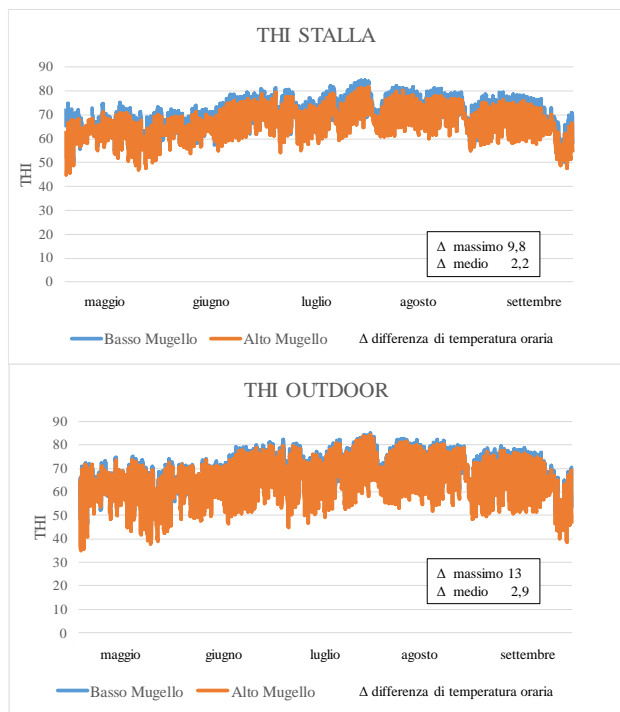 THI STALLA
90
80
70
60
50
40
30
20
10
0
THI
Δ massimo 9,8
Δ medio 2,2
maggio giugno luglio agosto settembre
Basso Mugello Alto Mugello Δ differenza di temperatura oraria
THI OUTDOOR
90
80
70
60
50
40
30
20
10
0
THI
Δ massimo 13
Δ medio 2,9
maggio giugno luglio agosto settembre
Basso Mugello Alto Mugello Δ differenza di temperatura oraria